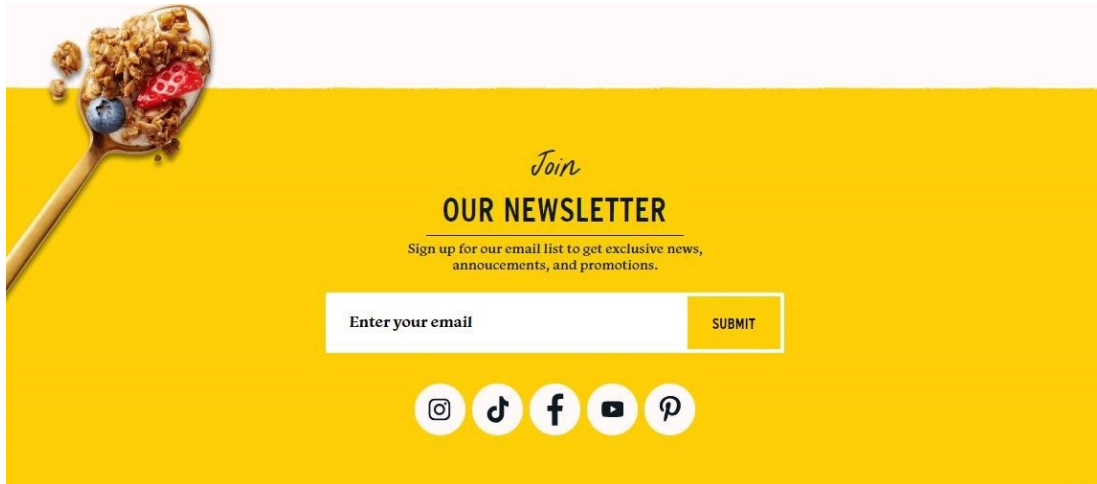 Join
OUR NEWSLETTER
Sign up for our email list to get exclusive news,
annoucements, and promotions.
Enter your email
SUBMIT